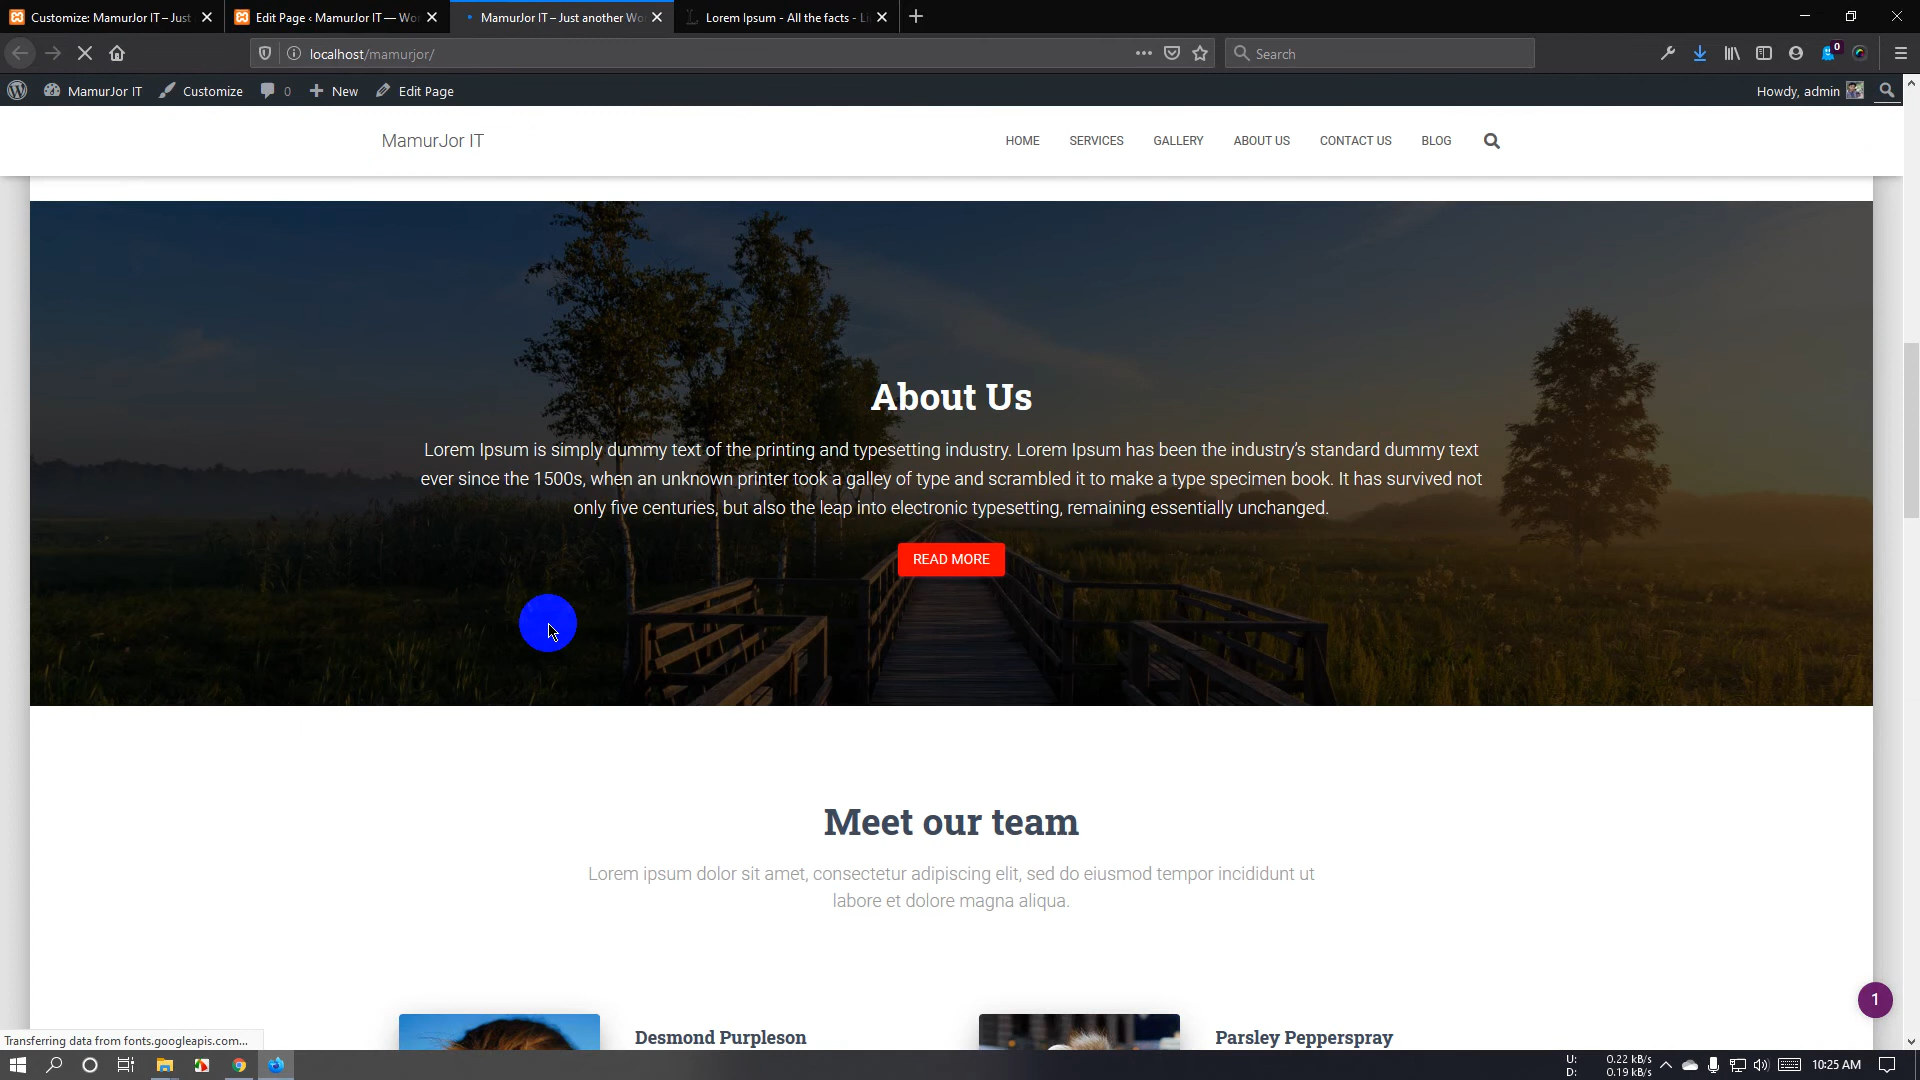 Customize: MamurJor IT – Just
Edit Page ‹ MamurJor IT — Wo
MamurJor IT – Just another Wo
Lorem Ipsum - All the facts - Li
localhost/mamurjor/
Search
0
MamurJor IT
Customize
0
New
Edit Page
Howdy, admin
MamurJor IT
HOME
SERVICES
GALLERY
ABOUT US
CONTACT US
BLOG
About Us
Lorem Ipsum is simply dummy text of the printing and typesetting industry. Lorem Ipsum has been the industry’s standard dummy text
ever since the 1500s, when an unknown printer took a galley of type and scrambled it to make a type specimen book. It has survived not
only five centuries, but also the leap into electronic typesetting, remaining essentially unchanged.
READ MORE
Meet our team
Lorem ipsum dolor sit amet, consectetur adipiscing elit, sed do eiusmod tempor incididunt ut
labore et dolore magna aliqua.
1
Desmond Purpleson
Parsley Pepperspray
Transferring data from fonts.googleapis.com...
U: 0.22 kB/s
D: 0.19 kB/s
10:25 AM